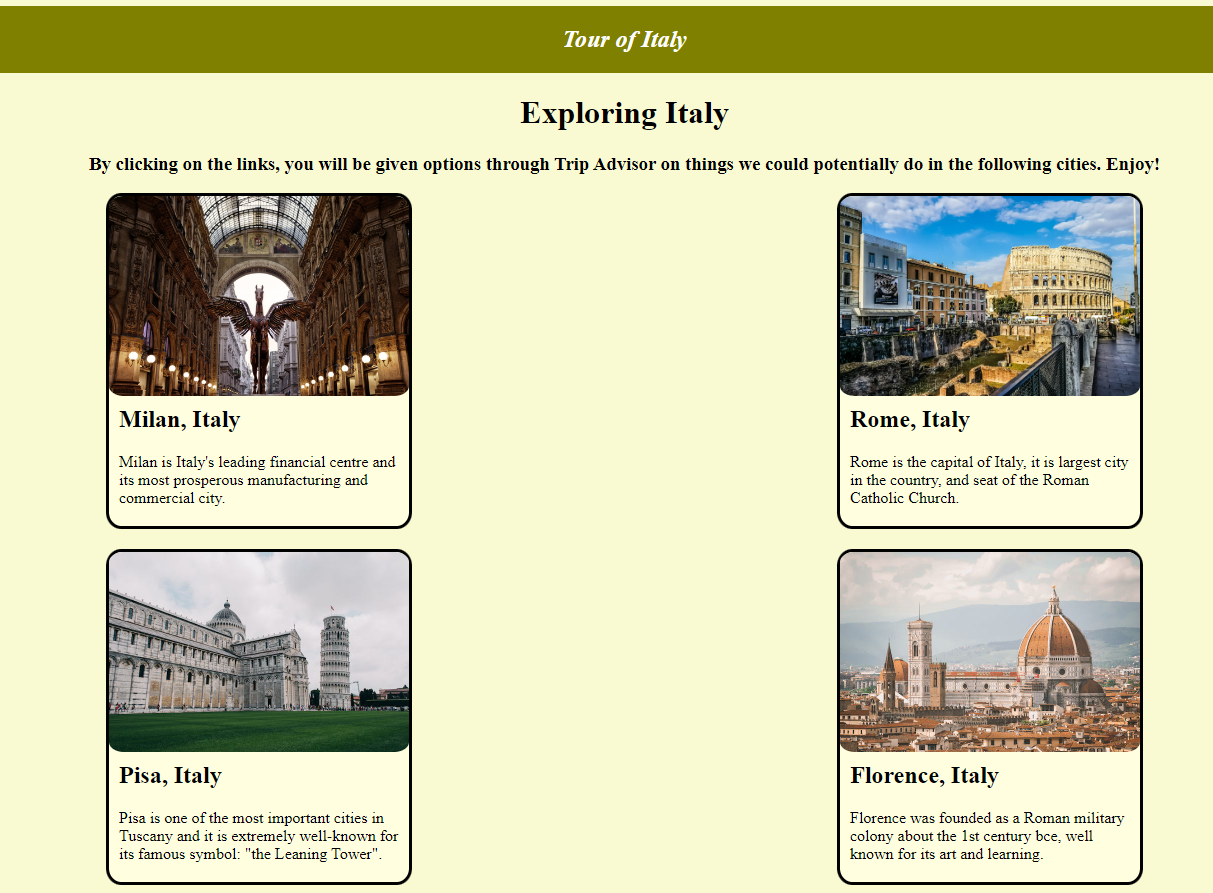 Tour of Italy
Exploring Italy
By clicking on the links, you will be given options through Trip Advisor on things we could potentially do in the following cities. Enjoy!
Milan, Italy
Milan is Italy's leading financial centre and
its most prosperous manufacturing and
commercial city.
Rome, Italy
Rome is the capital of Italy, it is largest city
in the country, and seat of the Roman
Catholic Church.
Pisa, Italy
Pisa is one of the most important cities in
Tuscany and it is extremely well-known for
its famous symbol: "the Leaning Tower".
Florence, Italy
Florence was founded as a Roman military
colony about the 1st century bce, well
known for its art and learning.